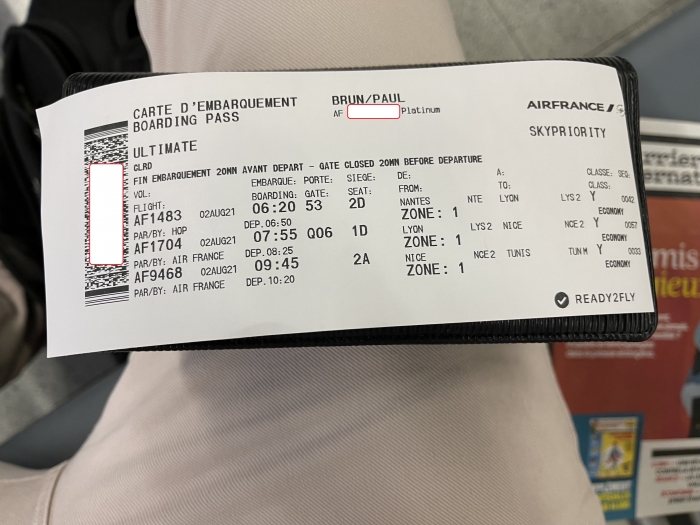 CARTE D'EMBARQUEMENT
BOARDING PASS
BRUN/PAUL
AF Platinum
AIRFRANCE
SKYPRIORITY
ULTIMATE
CLRD
FIN EMBARQUEMENT 20MN AVANT DEPART - GATE CLOSED 20MN BEFORE DEPARTURE
VOL: EMBARQUE: PORTE: SIEGE: DE: A: CLASSE: SEQ:
FLIGHT: BOARDING: GATE: SEAT: FROM: TO: CLASS:
AF1483 02AUG21 06:20 53 2D NANTES NTE LYON LYS 2 Y 0042
PAR/BY: HOP DEP.06:50 ZONE: 1 ECONOMY
AF1704 02AUG21 07:55 Q06 1D LYON LYS 2 NICE NCE 2 Y 0057
PAR/BY: AIR FRANCE DEP.08:25 ZONE: 1 ECONOMY
AF9468 02AUG21 09:45 2A NICE NCE 2 TUNIS TUN M Y 0033
PAR/BY: AIR FRANCE DEP.10:20 ZONE: 1 ECONOMY
READY2FLY